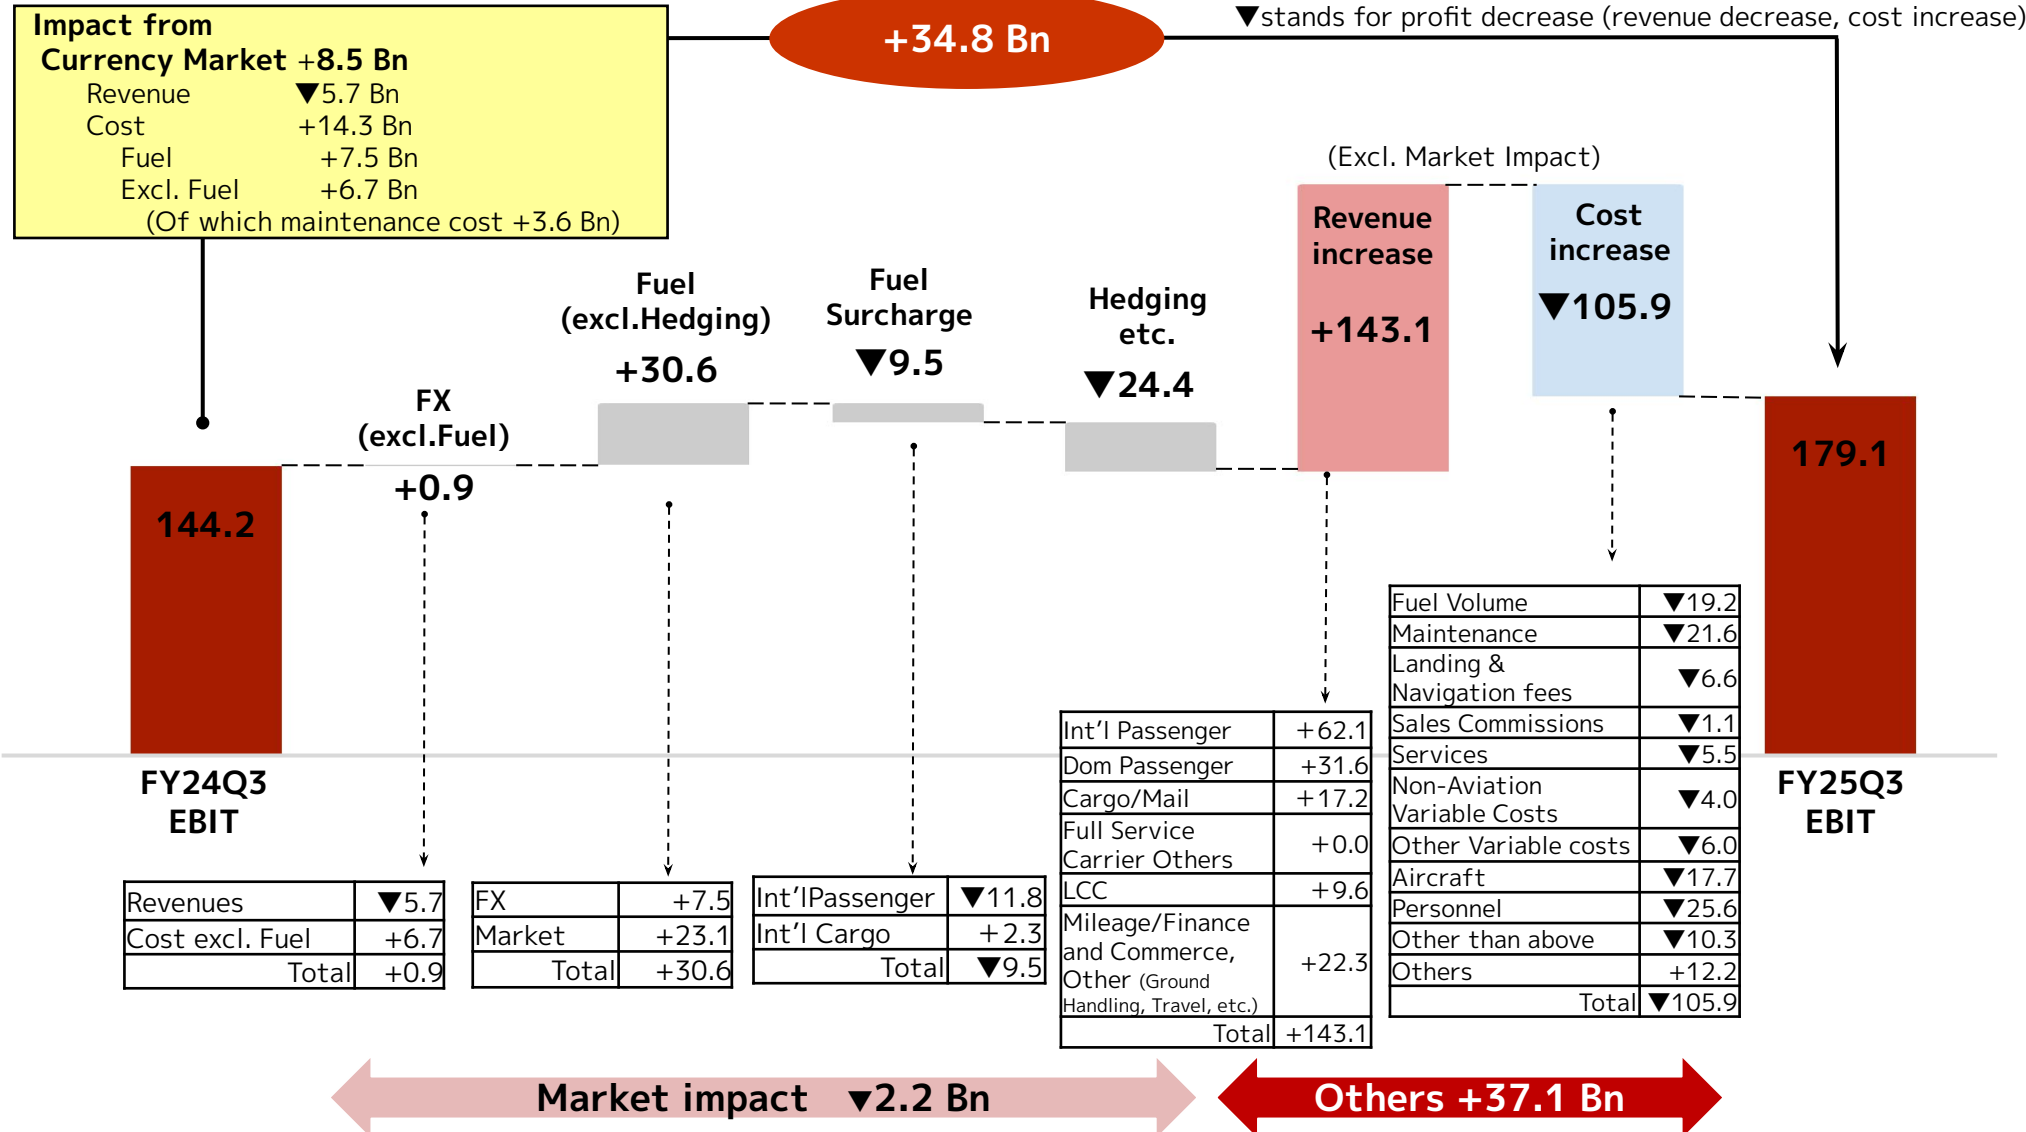 Impact from
Currency Market +8.5 Bn
Revenue ▼5.7 Bn
Cost +14.3 Bn
Fuel +7.5 Bn
Excl. Fuel +6.7 Bn
(Of which maintenance cost +3.6 Bn)
+34.8 Bn
▼stands for profit decrease (revenue decrease, cost increase)
(Excl. Market Impact)
144.2
FY24Q3
EBIT
FX
(excl.Fuel)
+0.9
Fuel
(excl.Hedging)
+30.6
Fuel
Surcharge
▼9.5
Hedging
etc.
▼24.4
Revenue
increase
+143.1
Cost
increase
▼105.9
179.1
FY25Q3
EBIT
Revenues ▼5.7
Cost excl. Fuel +6.7
Total +0.9
FX +7.5
Market +23.1
Total +30.6
Int'lPassenger ▼11.8
Int'l Cargo +2.3
Total ▼9.5
Int'l Passenger +62.1
Dom Passenger +31.6
Cargo/Mail +17.2
Full Service
Carrier Others +0.0
LCC +9.6
Mileage/Finance
and Commerce,
Other (Ground
Handling, Travel, etc.) +22.3
Total +143.1
Fuel Volume ▼19.2
Maintenance ▼21.6
Landing &
Navigation fees ▼6.6
Sales Commissions ▼1.1
Services ▼5.5
Non-Aviation
Variable Costs ▼4.0
Other Variable costs ▼6.0
Aircraft ▼17.7
Personnel ▼25.6
Other than above ▼10.3
Others +12.2
Total ▼105.9
Market impact ▼2.2 Bn
Others +37.1 Bn